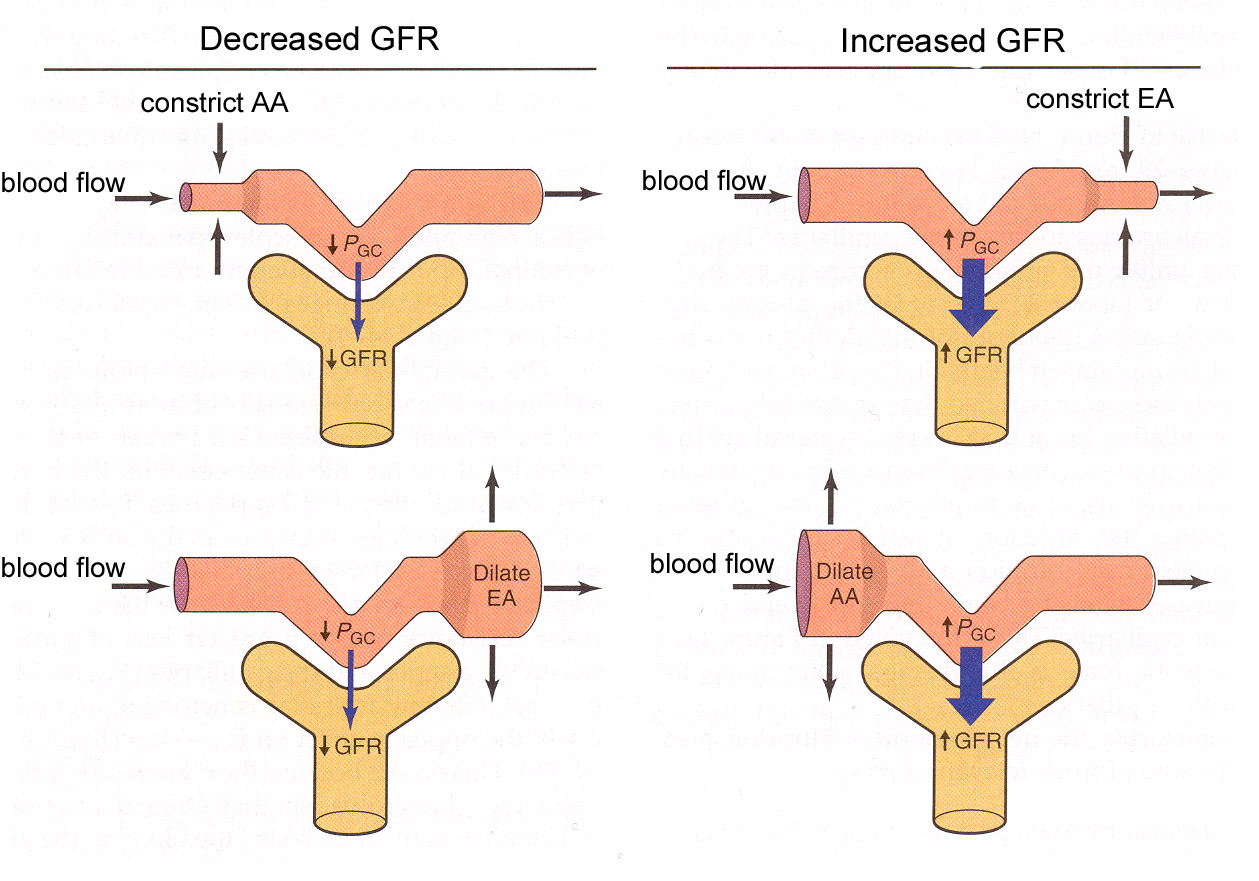 Decreased GFR
constrict AA
blood flow
↓ PGC
↓ GFR
blood flow
Dilate
EA
↓ PGC
↓ GFR
Increased GFR
constrict EA
blood flow
↑ PGC
↑ GFR
blood flow
Dilate
AA
↑ PGC
↑ GFR